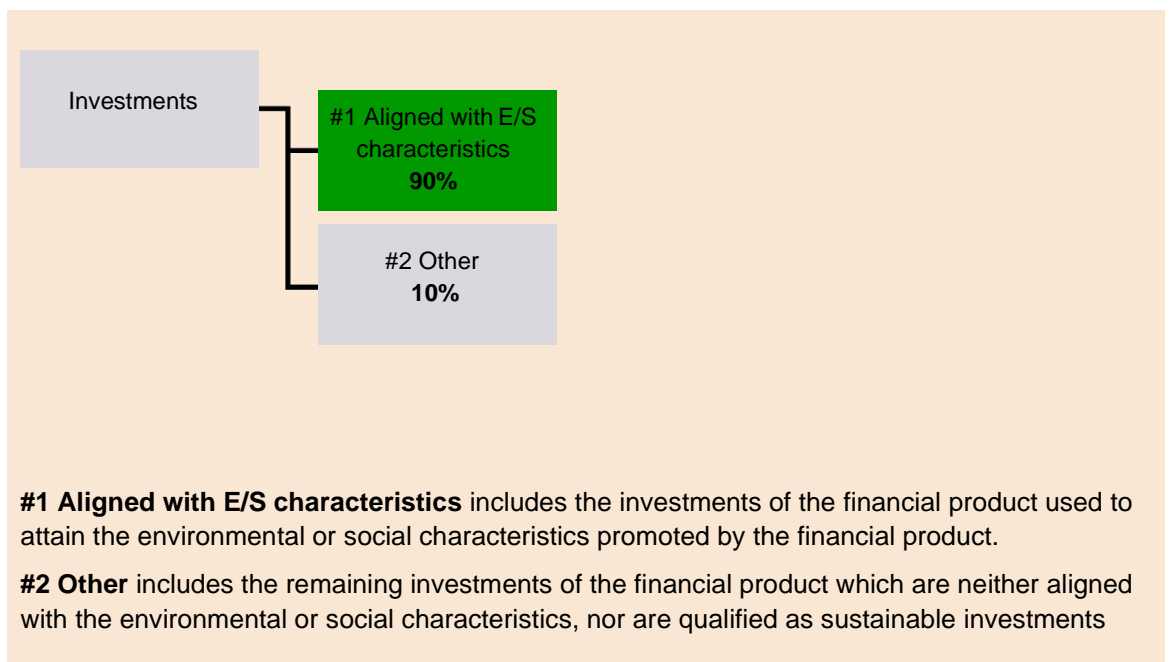 Investments
#1 Aligned with E/S
characteristics
90%
#2 Other
10%
#1 Aligned with E/S characteristics includes the investments of the financial product used to
attain the environmental or social characteristics promoted by the financial product.
#2 Other includes the remaining investments of the financial product which are neither aligned
with the environmental or social characteristics, nor are qualified as sustainable investments